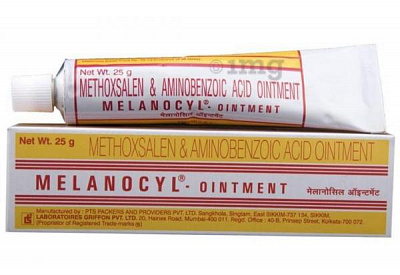 Net Wt. 25 g
METHOXSALEN & AMINOBENZOIC ACID OINTMENT
MELANOCYL®- OINTMENT
मेलानोसिल ऑइन्टमेंट
1mg
Net Wt. 25 g
METHOXSALEN & AMINOBENZOIC ACID OINTMENT
MELANOCYL®- OINTMENT
मेलानोसिल ऑइन्टमेंट
Manufactured by : PTS PACKERS AND PROVIDERS PVT. LTD. Sangkhola, Singtam, East SIKKIM-737 134, SIKKIM.
LABORATOIRES GRIFFON PVT. LTD. 20, Haines Road, Mumbai-400 011. Regd. Office : 40-B, Prinsep Street, Kolkata-700 072.
(Proprietor of Registered Trade marks ®)